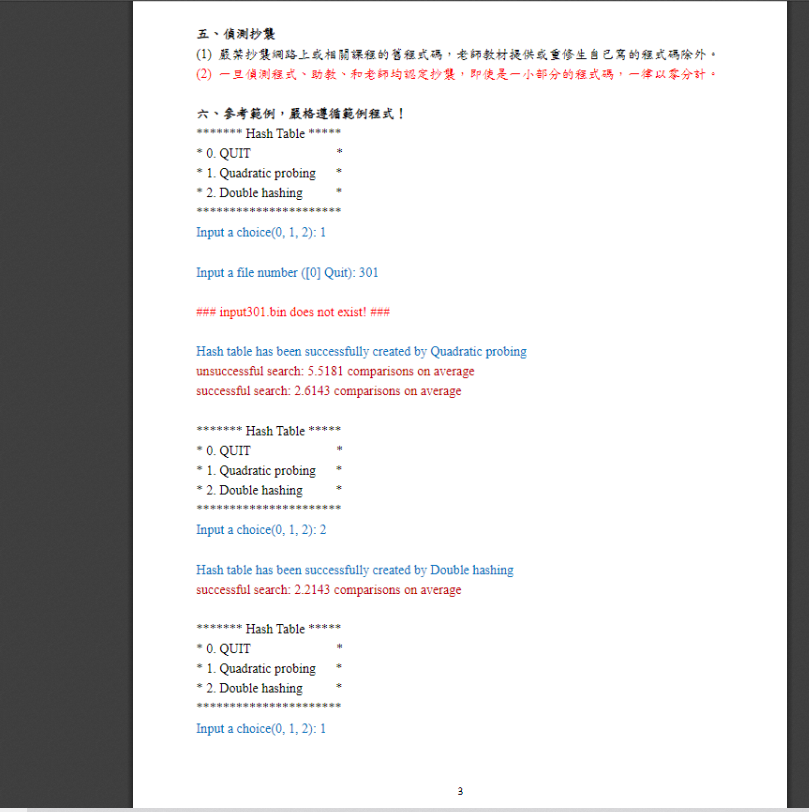 五、偵測抄襲
(1) 嚴禁抄襲網路上或相關課程的舊程式碼，老師教材提供或重修生自己寫的程式碼除外。
(2) 一旦偵測程式、助教、和老師均認定抄襲，即使是一小部分的程式碼，一律以零分計。
六、參考範例，嚴格遵循範例程式！
******* Hash Table *****
* 0. QUIT *
* 1. Quadratic probing *
* 2. Double hashing *
***********************
Input a choice(0, 1, 2): 1
Input a file number ([0] Quit): 301
### input301.bin does not exist! ###
Hash table has been successfully created by Quadratic probing
unsuccessful search: 5.5181 comparisons on average
successful search: 2.6143 comparisons on average
******* Hash Table *****
* 0. QUIT *
* 1. Quadratic probing *
* 2. Double hashing *
***********************
Input a choice(0, 1, 2): 2
Hash table has been successfully created by Double hashing
successful search: 2.2143 comparisons on average
******* Hash Table *****
* 0. QUIT *
* 1. Quadratic probing *
* 2. Double hashing *
***********************
Input a choice(0, 1, 2): 1
3